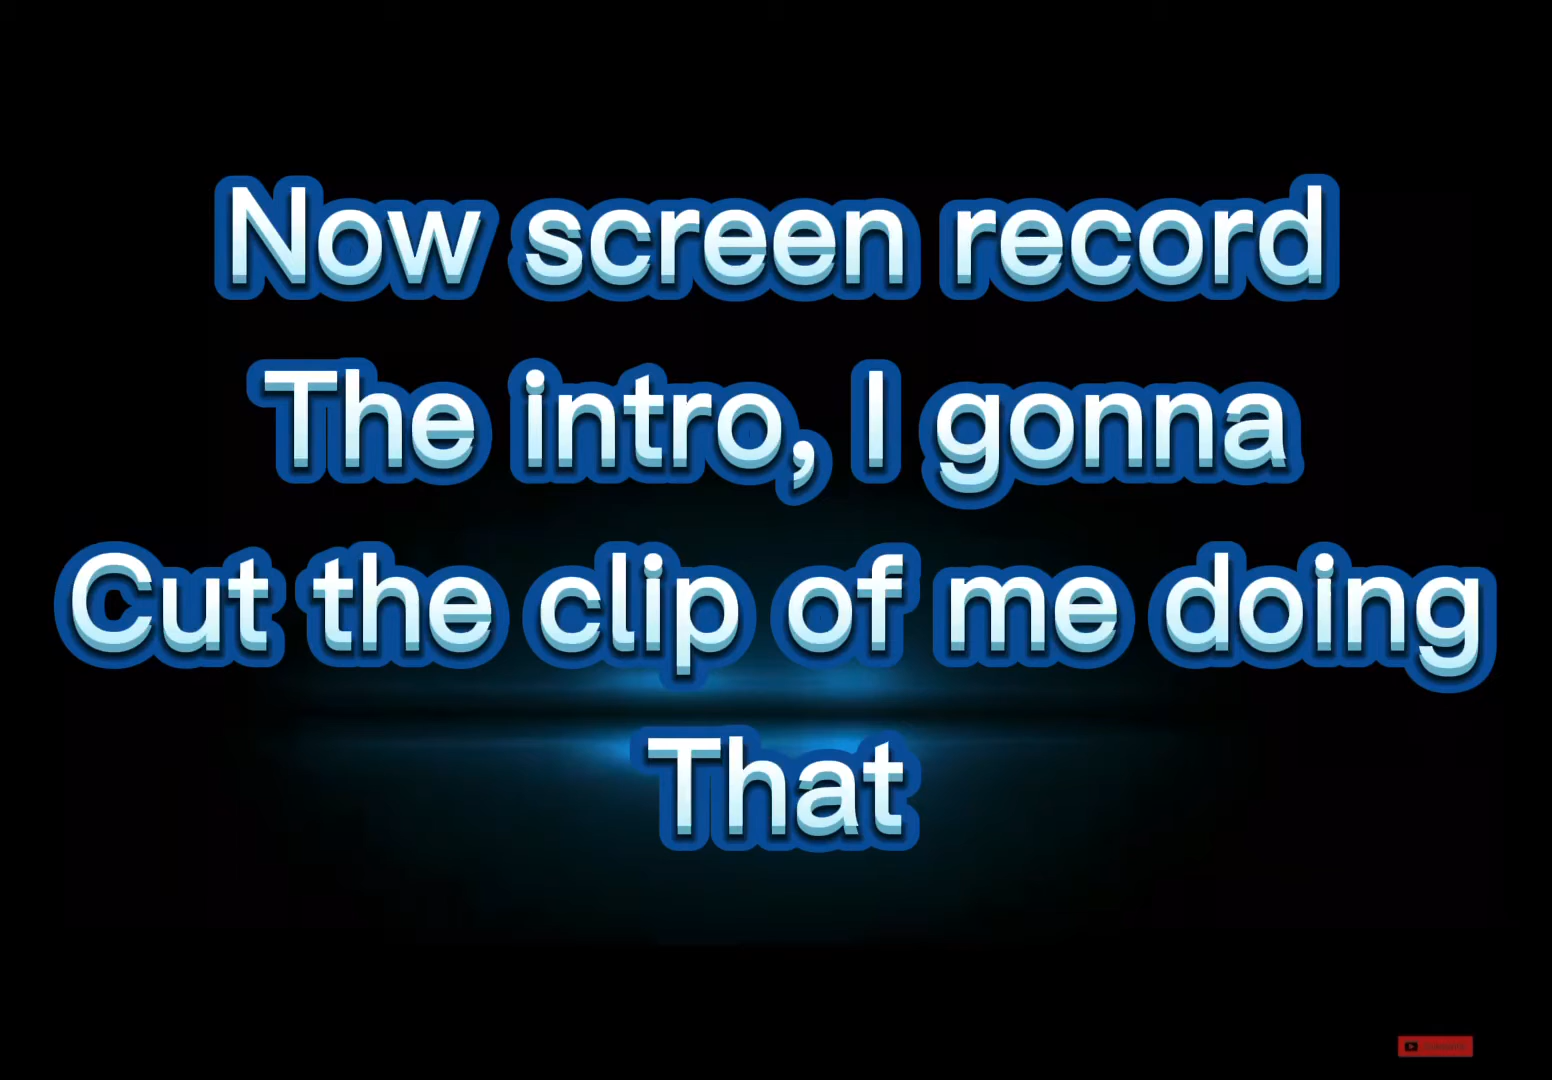 Now screen record
The intro, I gonna
Cut the clip of me doing
That